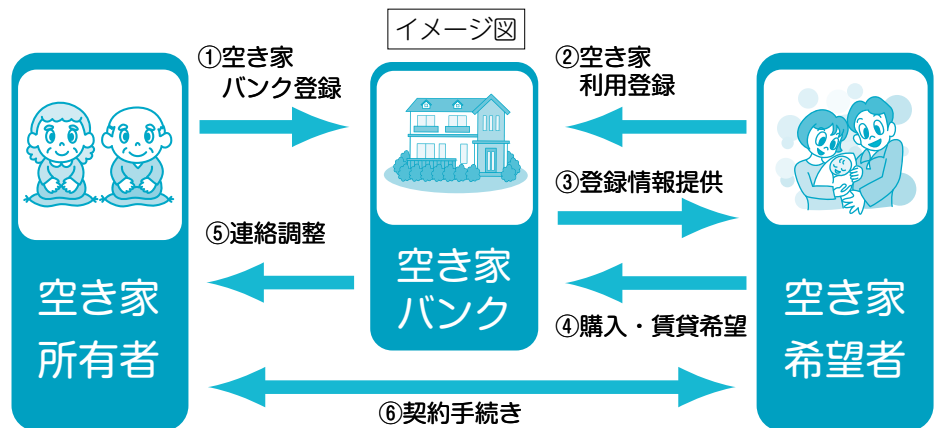 イメージ図
①空き家
バンク登録
②空き家
利用登録
③登録情報提供
⑤連絡調整
④購入・賃貸希望
空き家
所有者
空き家
バンク
空き家
希望者
⑥契約手続き